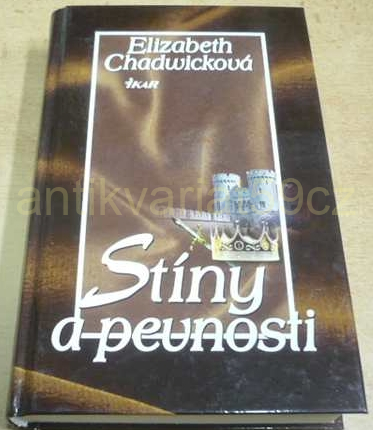 Elizabeth
Chadwicková
IKAR
Stíny
a pevnosti